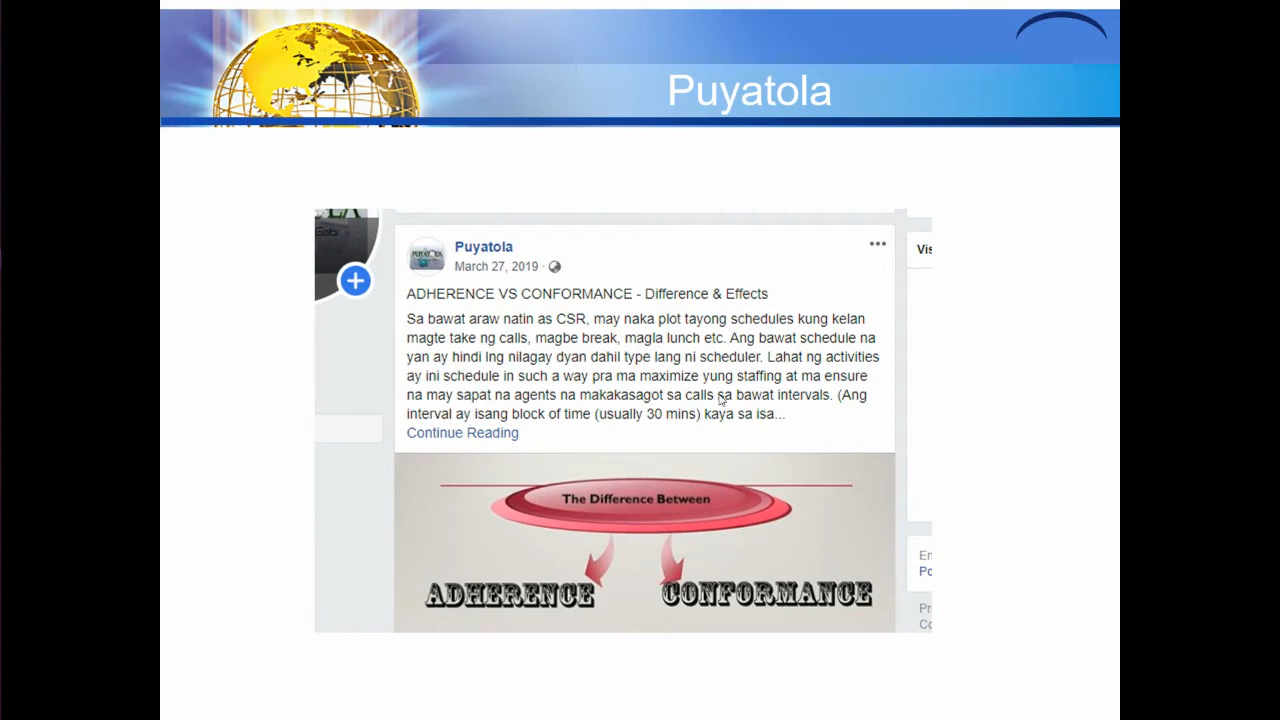 Puyatola
Puyatola
March 27, 2019
ADHERENCE VS CONFORMANCE - Difference & Effects
Sa bawat araw natin as CSR, may naka plot tayong schedules kung kelan
magte take ng calls, magbe break, magla lunch etc. Ang bawat schedule na
yan ay hindi lng nilagay dyan dahil type lang ni scheduler. Lahat ng activities
ay ini schedule in such a way pra ma maximize yung staffing at ma ensure
na may sapat na agents na makakasagot sa calls sa bawat intervals. (Ang
interval ay isang block of time (usually 30 mins) kaya sa isa...
Continue Reading
The Difference Between
ADHERENCE CONFORMANCE
Vis
En
Po
Pr
Co